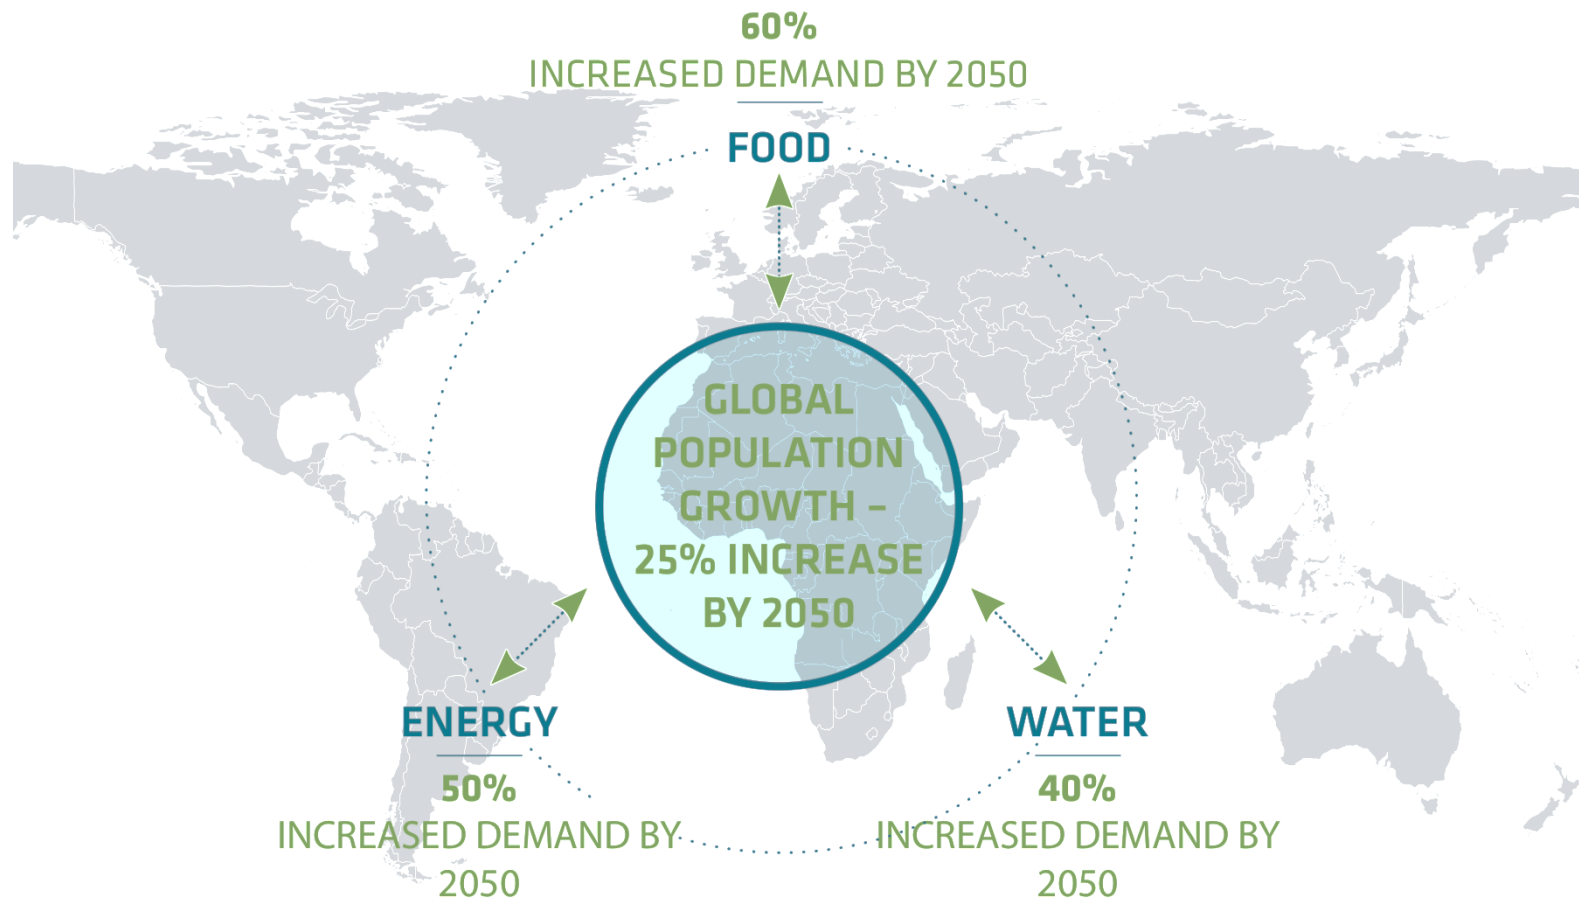 60%
INCREASED DEMAND BY 2050
FOOD
GLOBAL
POPULATION
GROWTH –
25% INCREASE
BY 2050
ENERGY
50%
INCREASED DEMAND BY
2050
WATER
40%
INCREASED DEMAND BY
2050